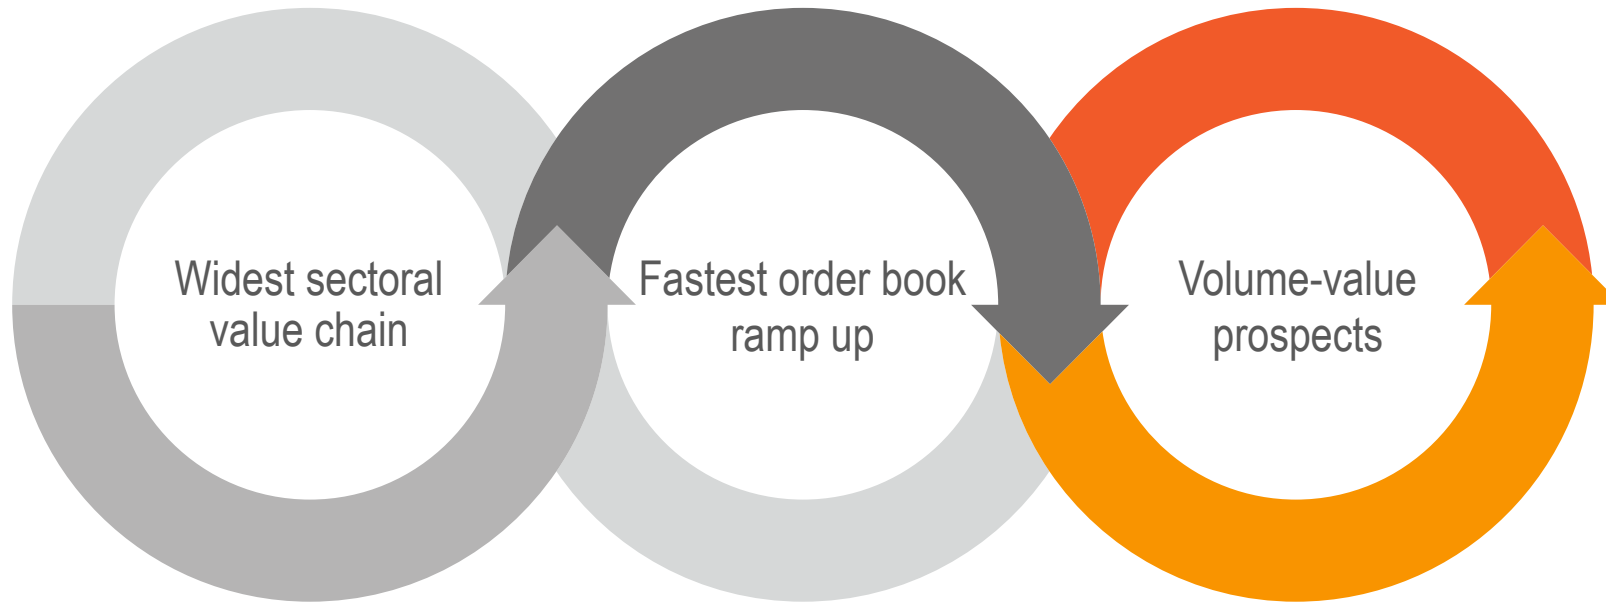 Widest sectoral
value chain
Fastest order book
ramp up
Volume-value
prospects